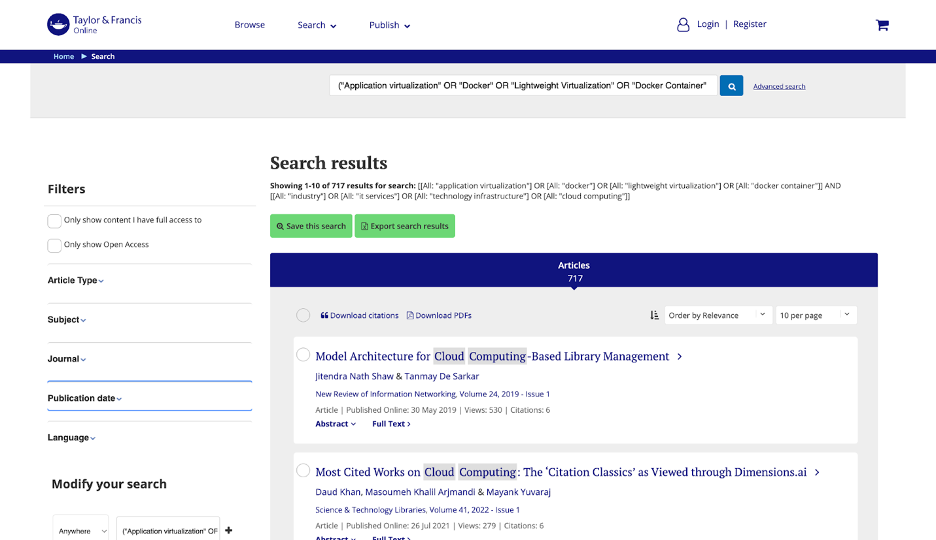 Taylor & Francis
Online
Browse
Search
Publish
Login | Register
Home ▶ Search
("Application virtualization" OR "Docker" OR "Lightweight Virtualization" OR "Docker Container"
Advanced search
Filters
Only show content I have full access to
Only show Open Access
Article Type
Subject
Journal
Publication date
Language
Modify your search
Anywhere
("Application virtualization" OF
Search results
Showing 1-10 of 717 results for search: [[All: "application virtualization"] OR [All: "docker"] OR [All: "lightweight virtualization"] OR [All: "docker container"]] AND
[[All: "industry"] OR [All: "it services"] OR [All: "technology infrastructure"] OR [All: "cloud computing"]]
Save this search
Export search results
Articles
717
Download citations
Download PDFs
Order by Relevance
10 per page
Model Architecture for Cloud Computing-Based Library Management
Jitendra Nath Shaw & Tanmay De Sarkar
New Review of Information Networking, Volume 24, 2019 - Issue 1
Article | Published Online: 30 May 2019 | Views: 530 | Citations: 6
Abstract Full Text
Most Cited Works on Cloud Computing: The ‘Citation Classics’ as Viewed through Dimensions.ai
Daud Khan, Masoumeh Khalil Arjmandi & Mayank Yuvaraj
Science & Technology Libraries, Volume 41, 2022 - Issue 1
Article | Published Online: 26 Jul 2021 | Views: 279 | Citations: 6
Abstract Full Text